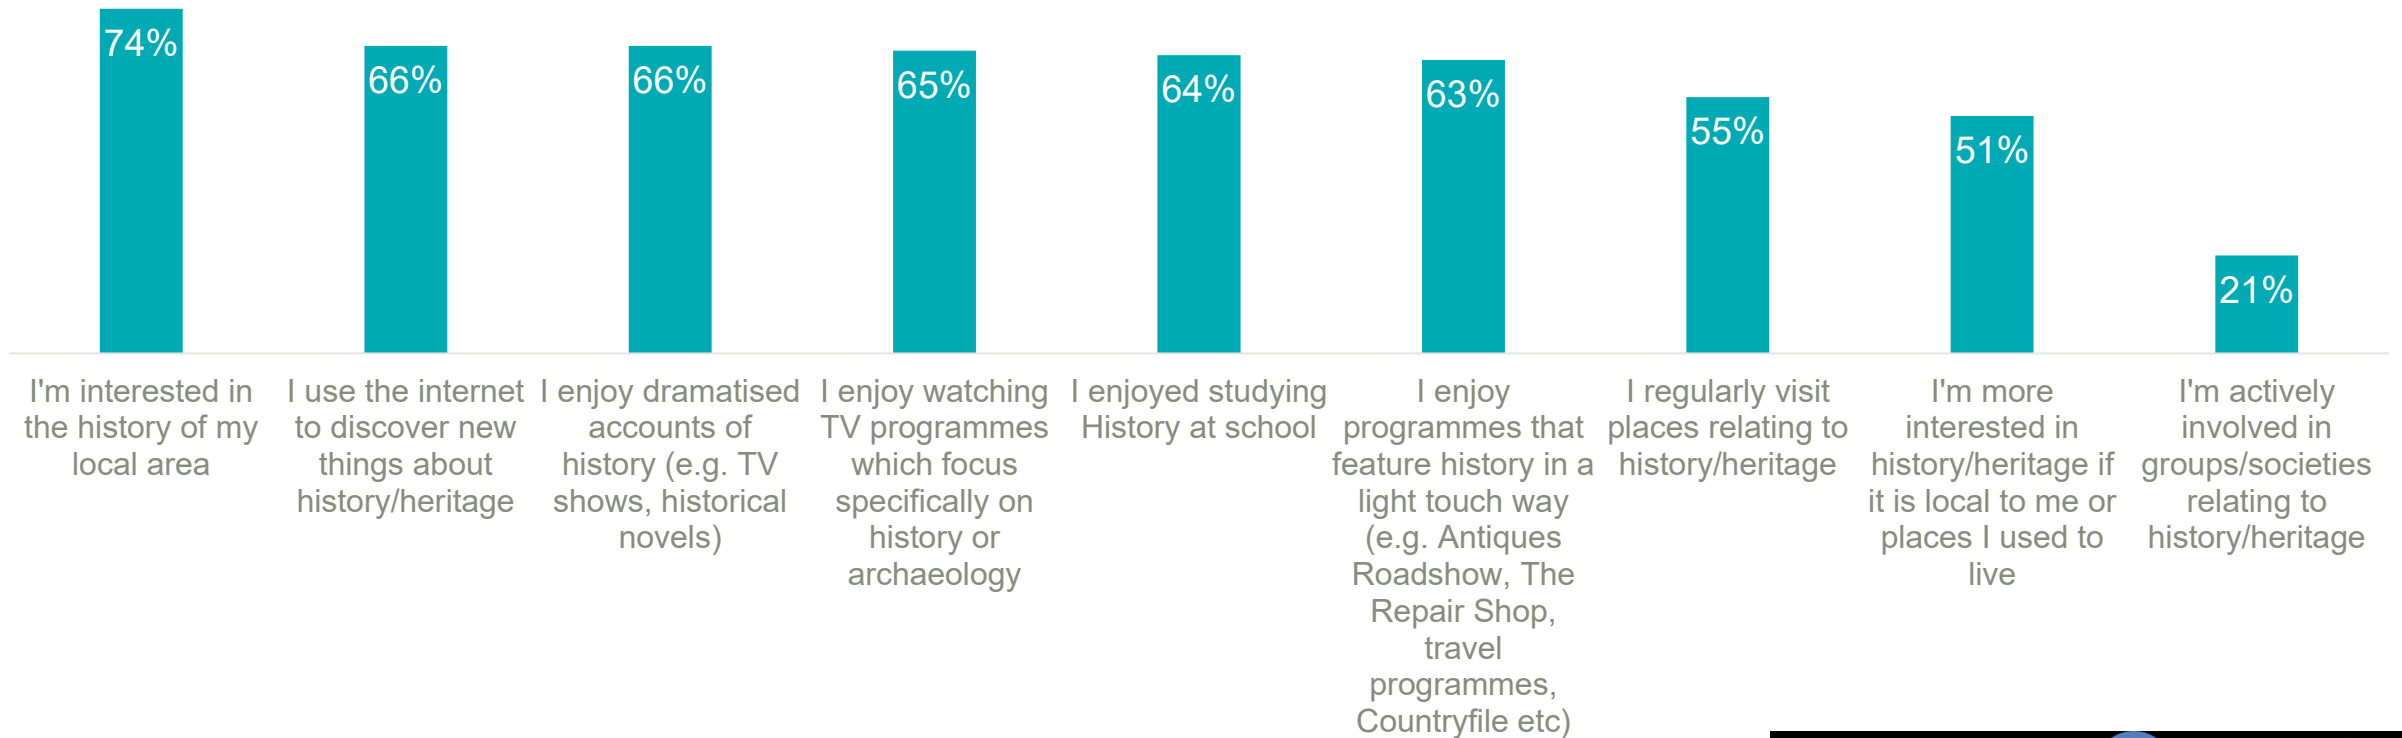 74%
66%
66%
65%
64%
63%
55%
51%
21%
I'm interested in
the history of my
local area
I use the internet
to discover new
things about
history/heritage
I enjoy dramatised
accounts of
history (e.g. TV
shows, historical
novels)
I enjoy watching
TV programmes
which focus
specifically on
history or
archaeology
I enjoyed studying
History at school
I enjoy
programmes that
feature history in a
light touch way
(e.g. Antiques
Roadshow, The
Repair Shop,
travel
programmes,
Countryfile etc)
I regularly visit
places relating to
history/heritage
I'm more
interested in
history/heritage if
it is local to me or
places I used to
live
I'm actively
involved in
groups/societies
relating to
history/heritage